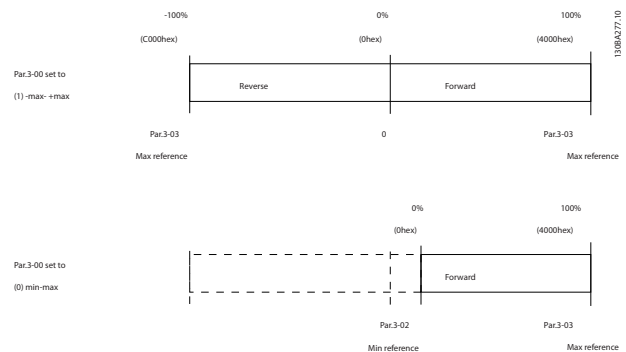 -100% 0% 100%
(C000hex) (0hex) (4000hex)
130BA277.10
Par.3-00 set to
(1) -max- +max
Reverse Forward
Par.3-03 0 Par.3-03
Max reference Max reference
0% 100%
(0hex) (4000hex)
Par.3-00 set to
(0) min-max
Forward
Par.3-02 Par.3-03
Min reference Max reference